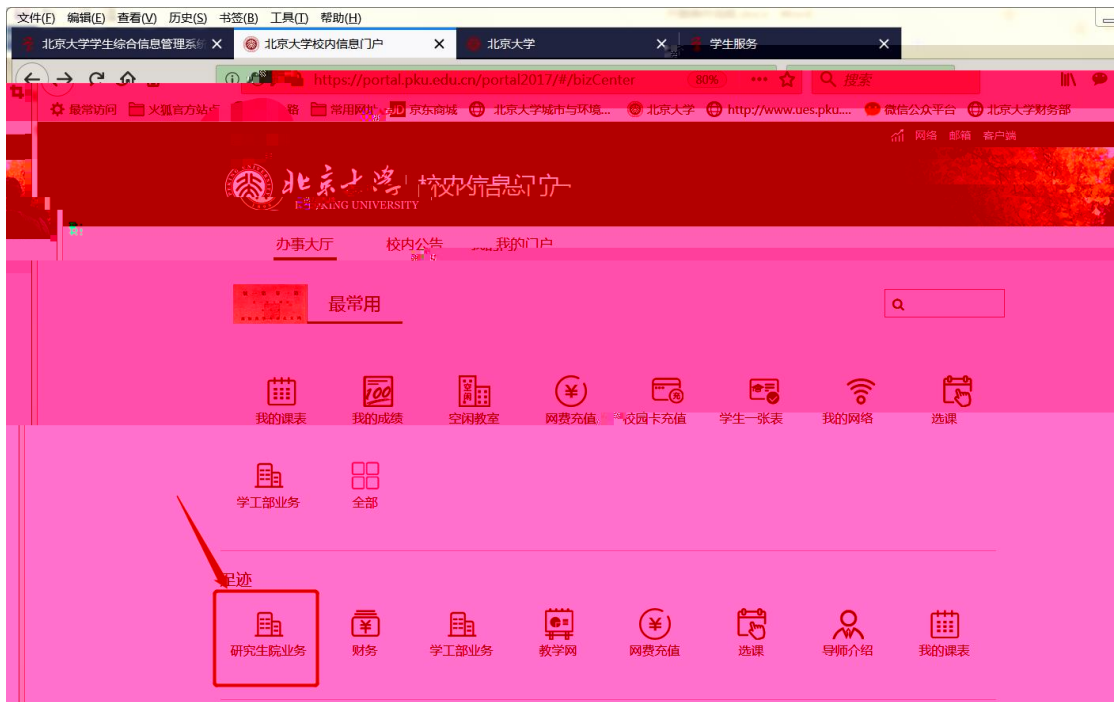 文件(F) 编辑(E) 查看(V) 历史(S) 书签(B) 工具(T) 帮助(H)
北京大学学生综合信息管理系统 × 北京大学校内信息门户 × 北京大学 × 学生服务 ×
https://portal.pku.edu.cn/portal2017/#/bizCenter 80% 搜索
最常访问 火狐官方站点 常用网址 JD 京东商城 北京大学城市与环境... 北京大学 http://www.ues.pku.... 微信公众平台 北京大学财务部
网络 邮箱 客户端
北京大学 校内信息门户
PEKING UNIVERSITY
办事大厅 校内公告 我的门户
最常用
我的课表 我的成绩 空闲教室 网费充值 校园卡充值 学生一张表 我的网络 选课
学工部业务 全部
足迹
研究生院业务 财务 学工部业务 教学网 网费充值 选课 导师介绍 我的课表